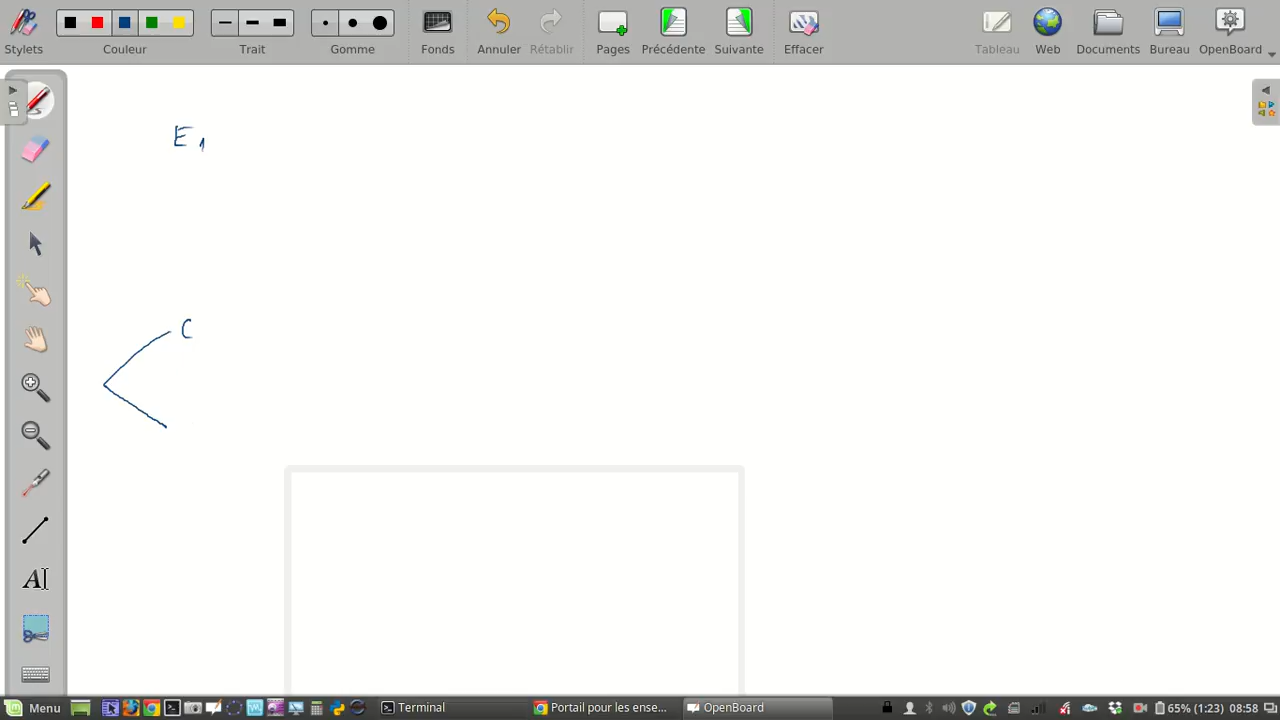 Stylets Couleur Trait Gomme Fonds Annuler Rétablir Pages Précédente Suivante Effacer Tableau Web Documents Bureau OpenBoard
E1
C
A
Menu Terminal Portail pour les ense... OpenBoard 65% (1:23) 08:58